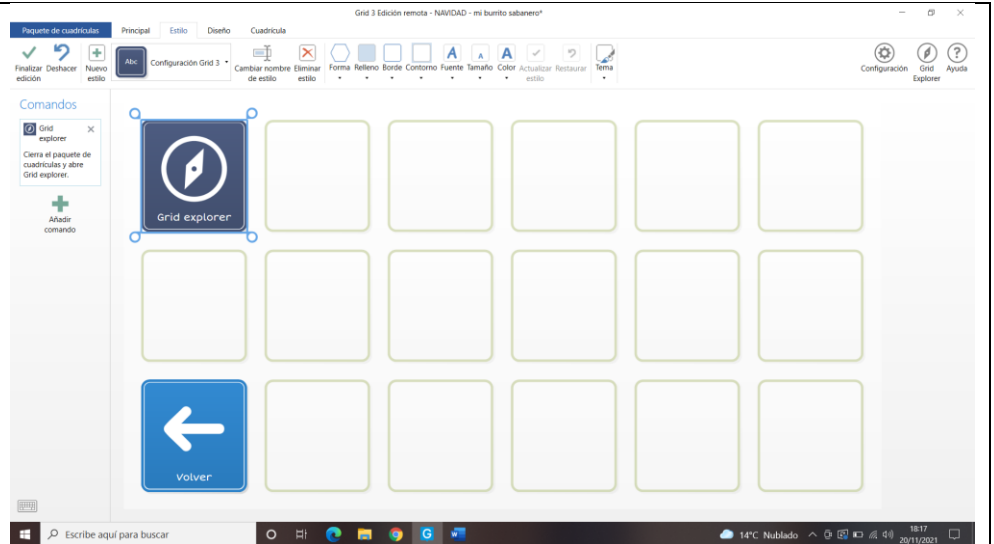 Grid 3 Edición remota - NAVIDAD - mi burrito sabanero*
Paquete de cuadrículas Principal Estilo Diseño Cuadrícula
Finalizar edición
Deshacer
Nuevo estilo
Abc
Configuración Grid 3
Cambiar nombre de estilo
Eliminar estilo
Forma Relleno Borde Contorno Fuente Tamaño Color
Actualizar estilo
Restaurar
Tema
Configuración
Grid Explorer
Ayuda
Comandos
Grid explorer
Cierra el paquete de
cuadrículas y abre
Grid explorer.
Añadir
comando
Grid explorer
Volver
Escribe aquí para buscar
14°C Nublado
18:17
20/11/2021